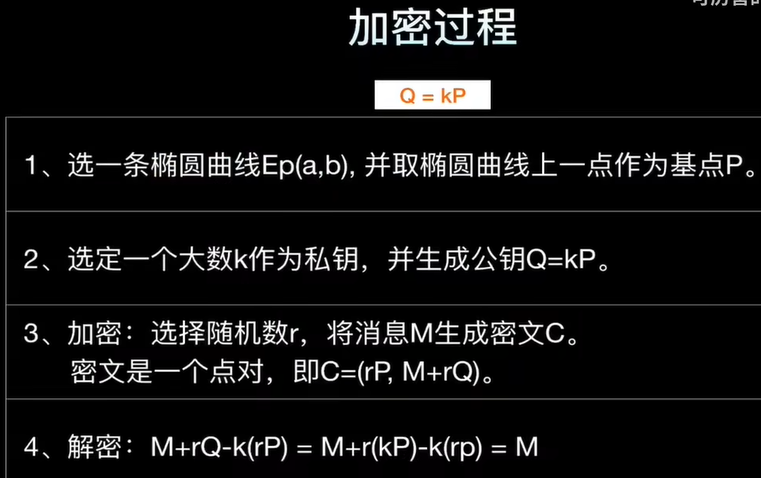 加密过程
Q = kP
1、选一条椭圆曲线Ep(a,b), 并取椭圆曲线上一点作为基点P。
2、选定一个大数k作为私钥，并生成公钥Q=kP。
3、加密：选择随机数r，将消息M生成密文C。
密文是一个点对，即C=(rP, M+rQ)。
4、解密：M+rQ-k(rP) = M+r(kP)-k(rp) = M